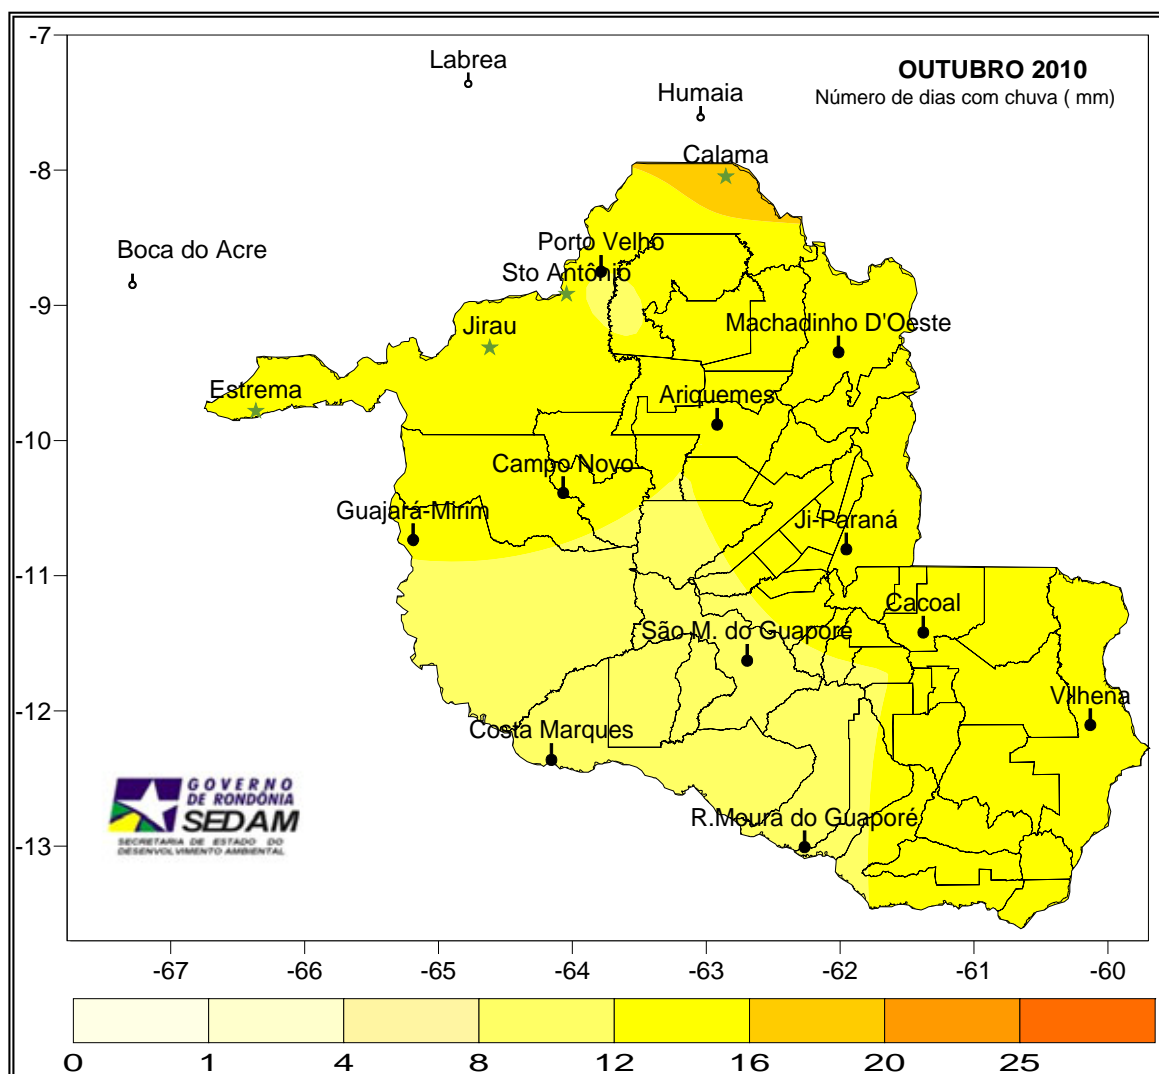 -7
Labrea
OUTUBRO 2010
Humaia
Número de dias com chuva ( mm)
Calama
-8
Porto Velho
Boca do Acre
Sto Antônio
-9
Jirau
Machadinho D'Oeste
Estrema
Ariquemes
-10
Campo Novo
Guajará-Mirim
Ji-Paraná
-11
Cacoal
São M. do Guaporé
Vilhena
-12
Costa Marques
GOVERNO
DE RONDÔNIA
SEDAM
SECRETARIA DE ESTADO DO
DESENVOLVIMENTO AMBIENTAL
R.Moura do Guaporé
-13
-67 -66 -65 -64 -63 -62 -61 -60
0 1 4 8 12 16 20 25